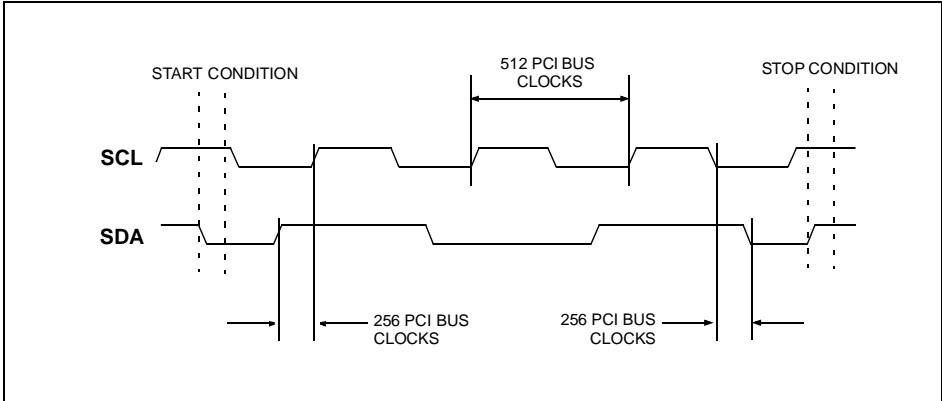 START CONDITION
512 PCI BUS
CLOCKS
STOP CONDITION
SCL
SDA
256 PCI BUS
CLOCKS
256 PCI BUS
CLOCKS